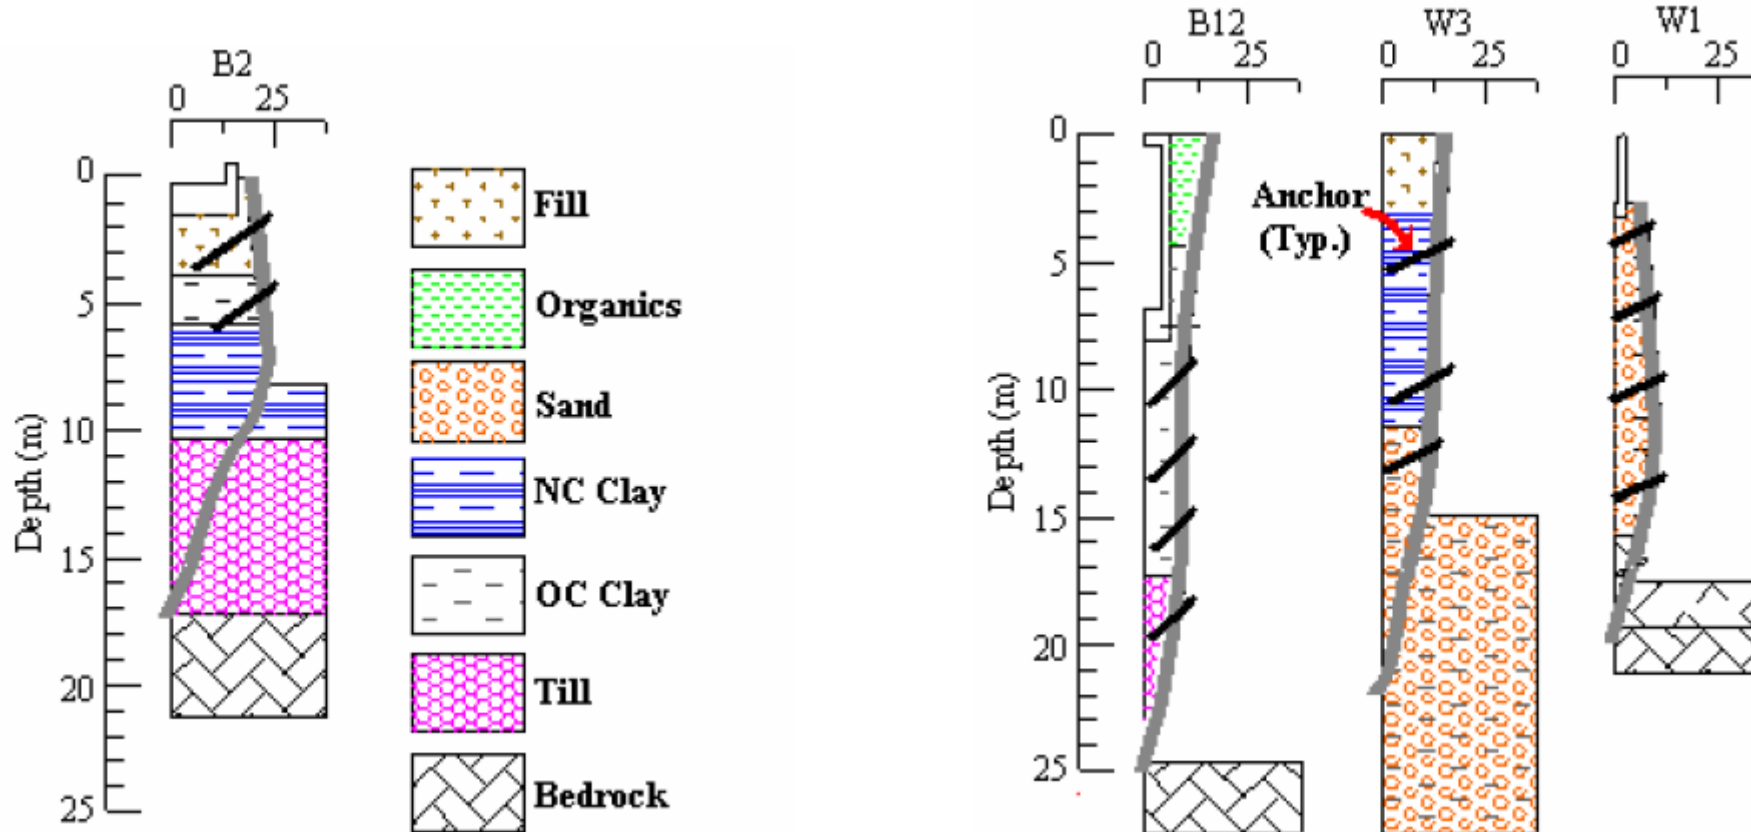 B2
0 25
0
5
10
15
20
25
Depth (m)
Fill
Organics
Sand
NC Clay
OC Clay
Till
Bedrock
B12
0 25
W3
0 25
W1
0 25
0
5
10
15
20
25
Depth (m)
Anchor
(Typ.)